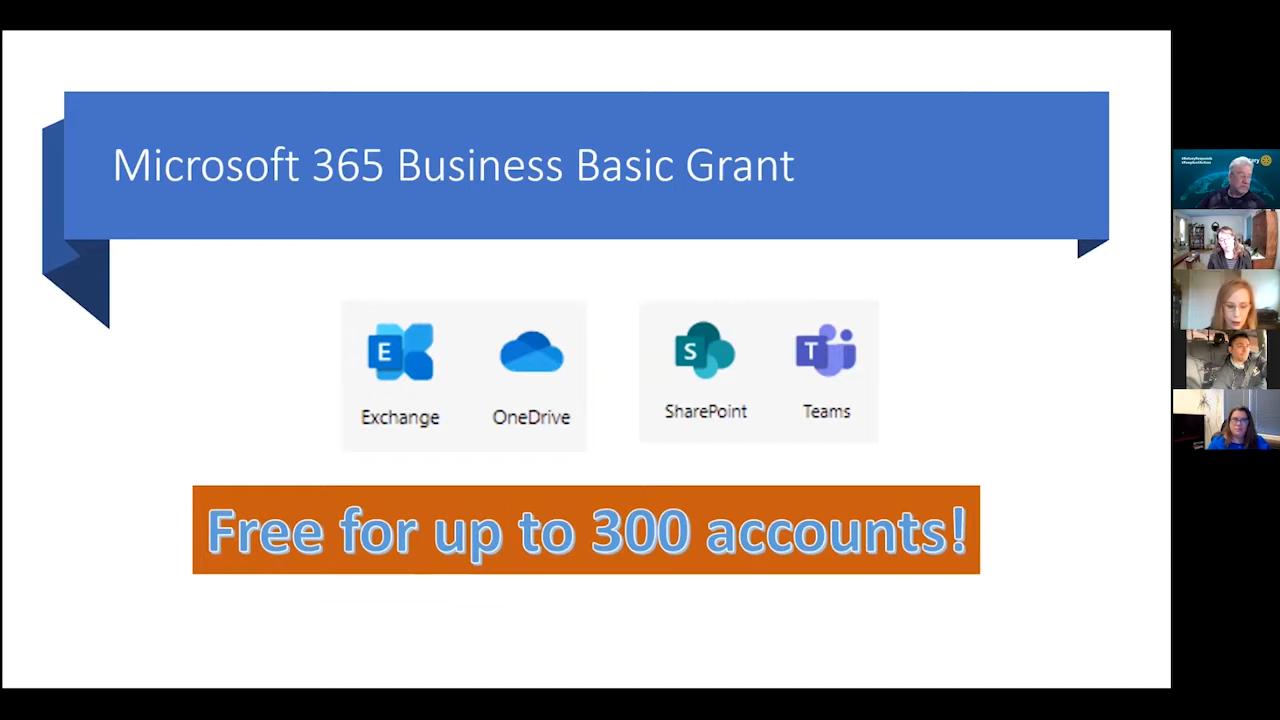 Microsoft 365 Business Basic Grant
E
Exchange
OneDrive
S
SharePoint
T
Teams
Free for up to 300 accounts!